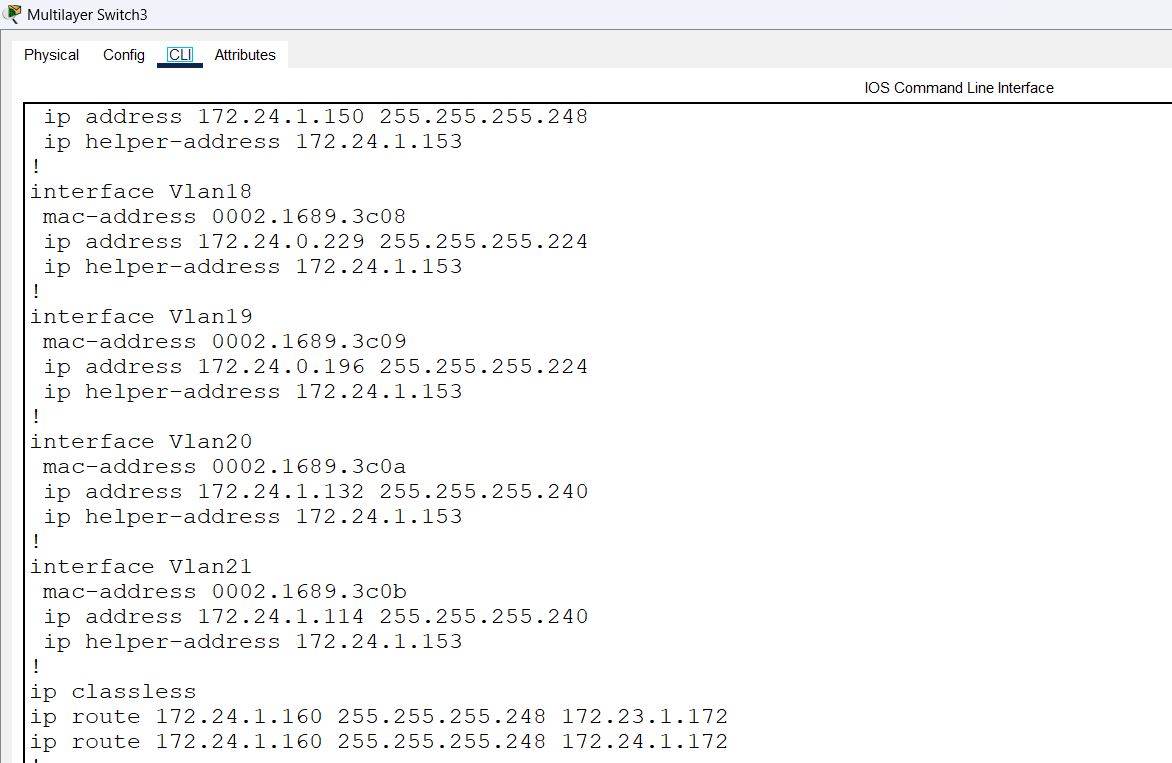 Multilayer Switch3
Physical Config CLI Attributes
IOS Command Line Interface
ip address 172.24.1.150 255.255.255.248
ip helper-address 172.24.1.153
!
interface Vlan18
mac-address 0002.1689.3c08
ip address 172.24.0.229 255.255.255.224
ip helper-address 172.24.1.153
!
interface Vlan19
mac-address 0002.1689.3c09
ip address 172.24.0.196 255.255.255.224
ip helper-address 172.24.1.153
!
interface Vlan20
mac-address 0002.1689.3c0a
ip address 172.24.1.132 255.255.255.240
ip helper-address 172.24.1.153
!
interface Vlan21
mac-address 0002.1689.3c0b
ip address 172.24.1.114 255.255.255.240
ip helper-address 172.24.1.153
!
ip classless
ip route 172.24.1.160 255.255.255.248 172.23.1.172
ip route 172.24.1.160 255.255.255.248 172.24.1.172
!